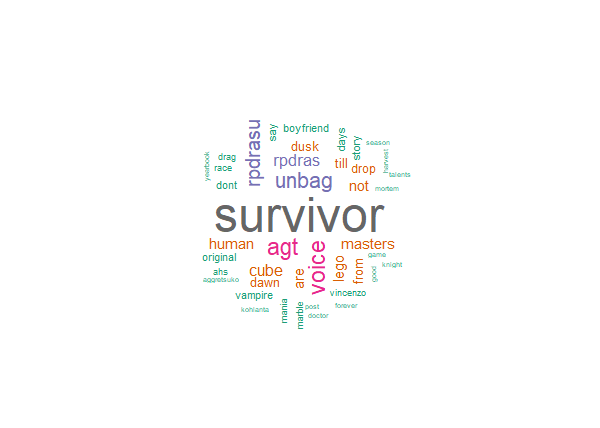 yearbook
drag
race
dont
rpdrasu
say
boyfriend
dusk
rpdras
unbag
days
story
till
drop
not
season
harvest
talents
mortem
survivor
human
original
ahs
aggretsuko
agt
cube
dawn
vampire
kohlanta
mania
marble
are
voice
post
doctor
forever
vincenzo
lego
from
masters
game
knight
good